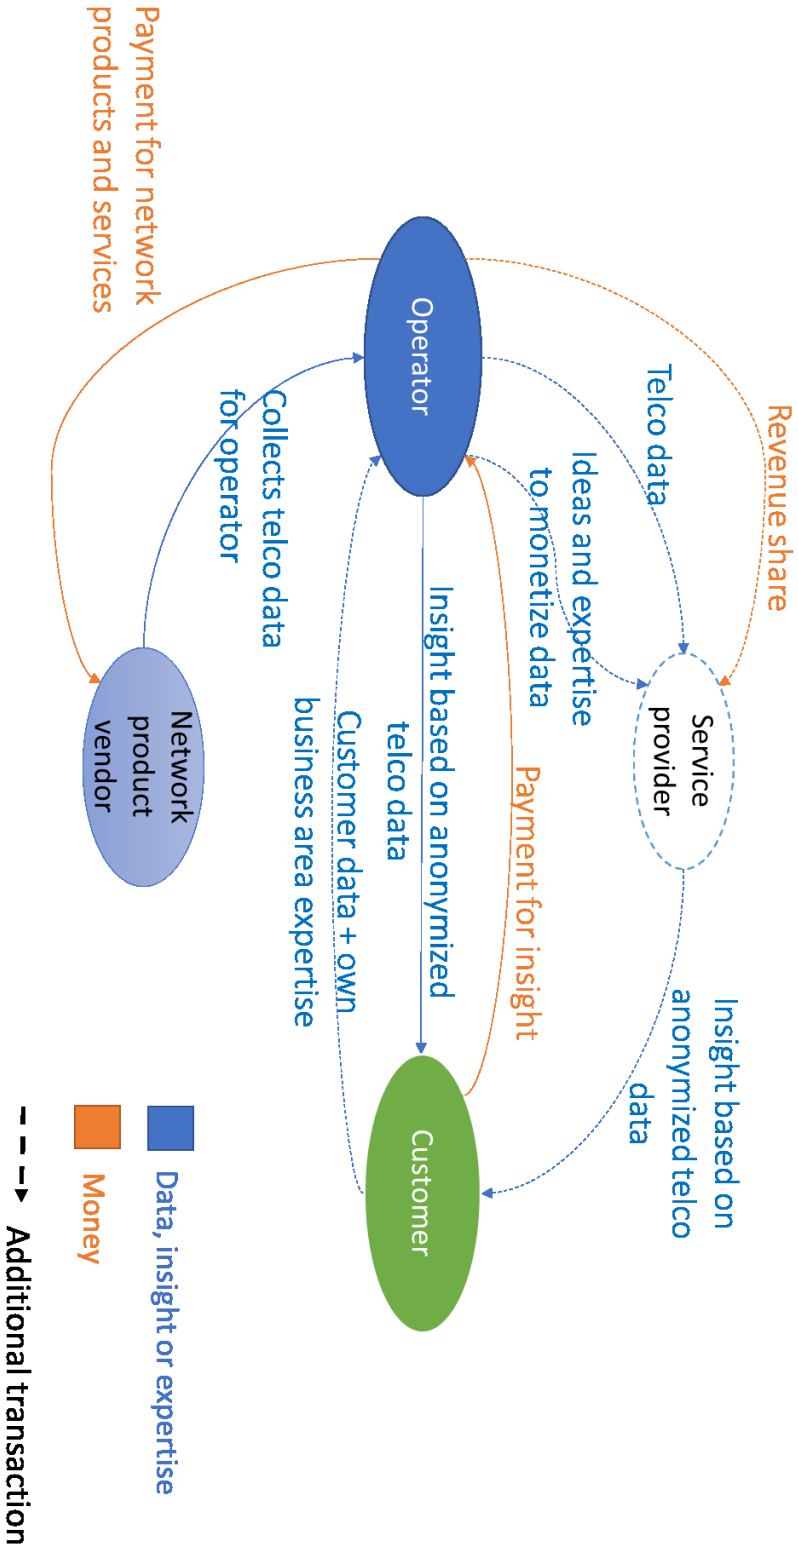 Revenue share
Telco data
Ideas and expertise
to monetize data
Service
provider
Insight based on
anonymized telco
data
Payment for insight
Operator
Insight based on anonymized
telco data
Customer
Customer data + own
business area expertise
Collects telco data
for operator
Payment for network
products and services
Network
product
vendor
Data, insight or expertise
Money
Additional transaction